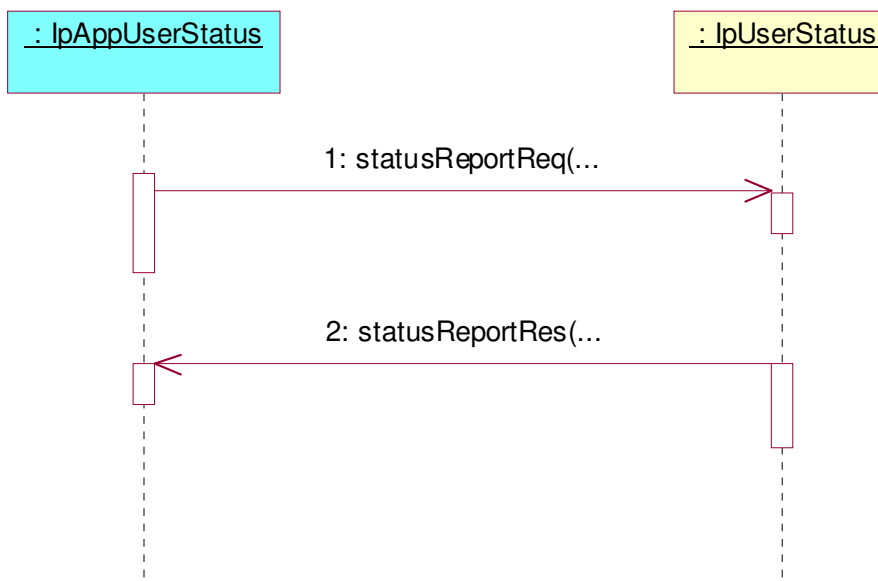 : IpAppUserStatus
: IpUserStatus
1: statusReportReq(...
2: statusReportRes(...